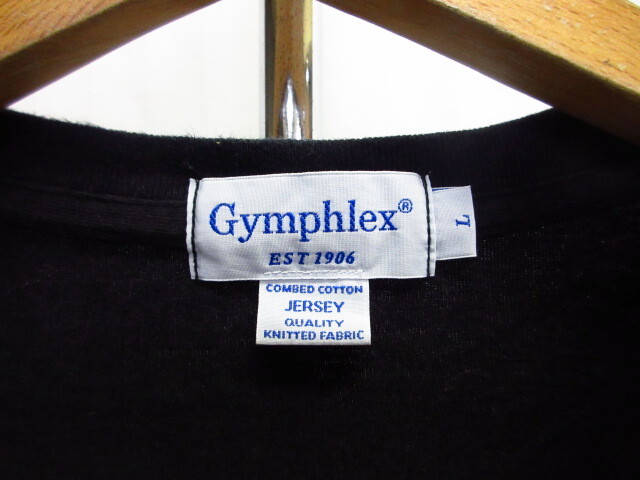 Gymphlex®
EST 1906
L
COMBED COTTON
JERSEY
QUALITY
KNITTED FABRIC